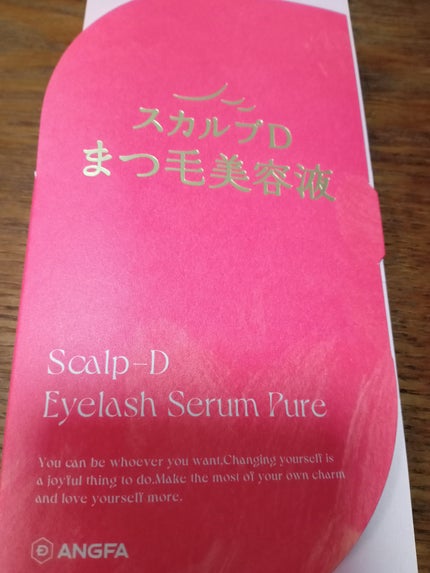 スカルプD
まつ毛美容液
Scalp-D
Eyelash Serum Pure
You can be whoever you want,Changing yourself is
a joyful thing to do.Make the most of your own charm
and love yourself more.
ANGFA